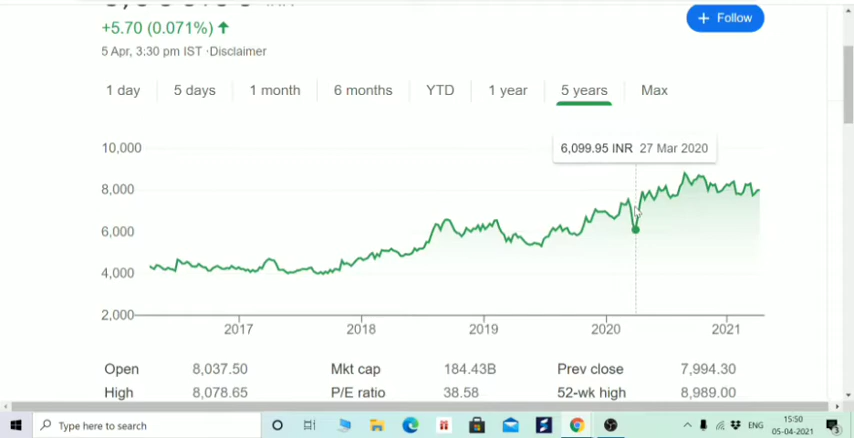 +5.70 (0.071%) ↑
+ Follow
5 Apr, 3:30 pm IST ·Disclaimer
1 day 5 days 1 month 6 months YTD 1 year 5 years Max
6,099.95 INR 27 Mar 2020
10,000
8,000
6,000
4,000
2,000
2017 2018 2019 2020 2021
Open 8,037.50 Mkt cap 184.43B Prev close 7,994.30
High 8,078.65 P/E ratio 38.58 52-wk high 8,989.00
Type here to search
ENG
15:50
05-04-2021
3